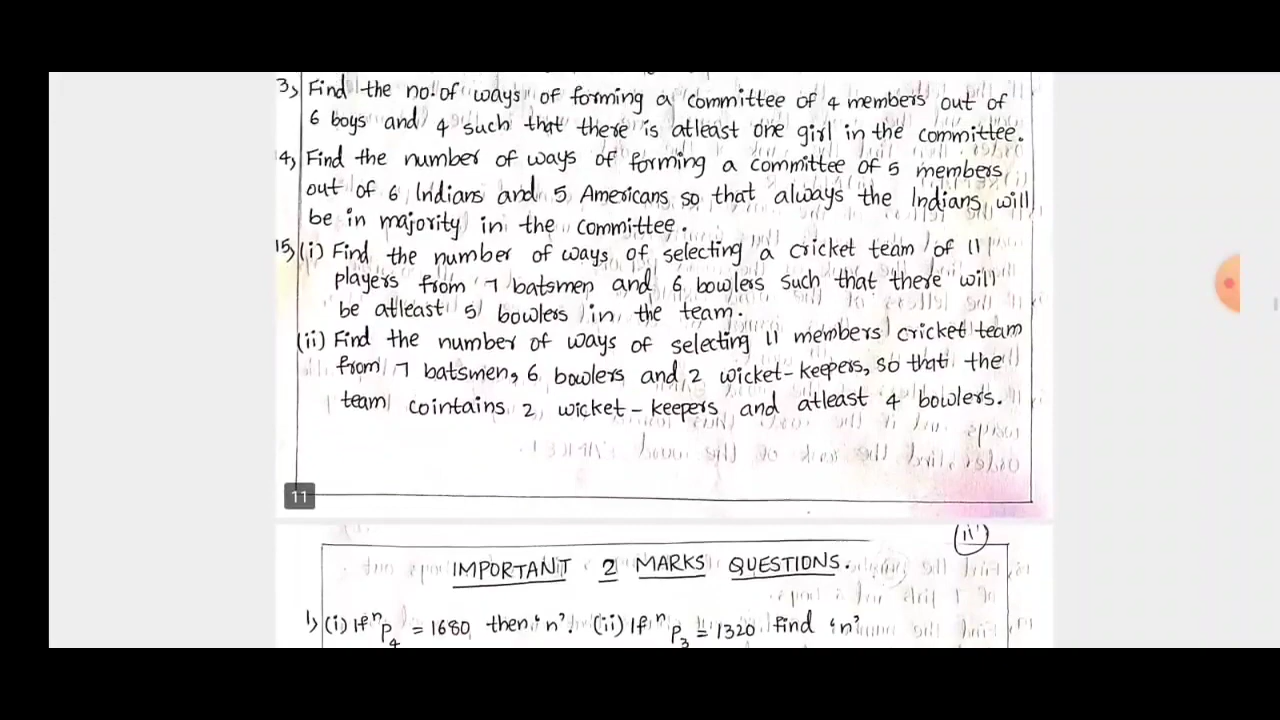 3, Find the no. of ways of forming a committee of 4 members out of
6 boys and 4 such that there is atleast one girl in the committee.
4, Find the number of ways of forming a committee of 5 members
out of 6 Indians and 5 Americans so that always the Indians will
be in majority in the committee.
15, (i) Find the number of ways of selecting a cricket team of 11
players from 7 batsmen and 6 bowlers such that there will
be atleast 5 bowlers in the team.
(ii) Find the number of ways of selecting 11 members cricket team
from 7 batsmen, 6 bowlers and 2 wicket-keepers, so that the
team cointains 2 wicket-keepers and atleast 4 bowlers.
11
(11)
IMPORTANT 2 MARKS QUESTIONS.
1, (i) If ⁿP₄ = 1680, then 'n'. (ii) If ⁿP₃ = 1320 find 'n'